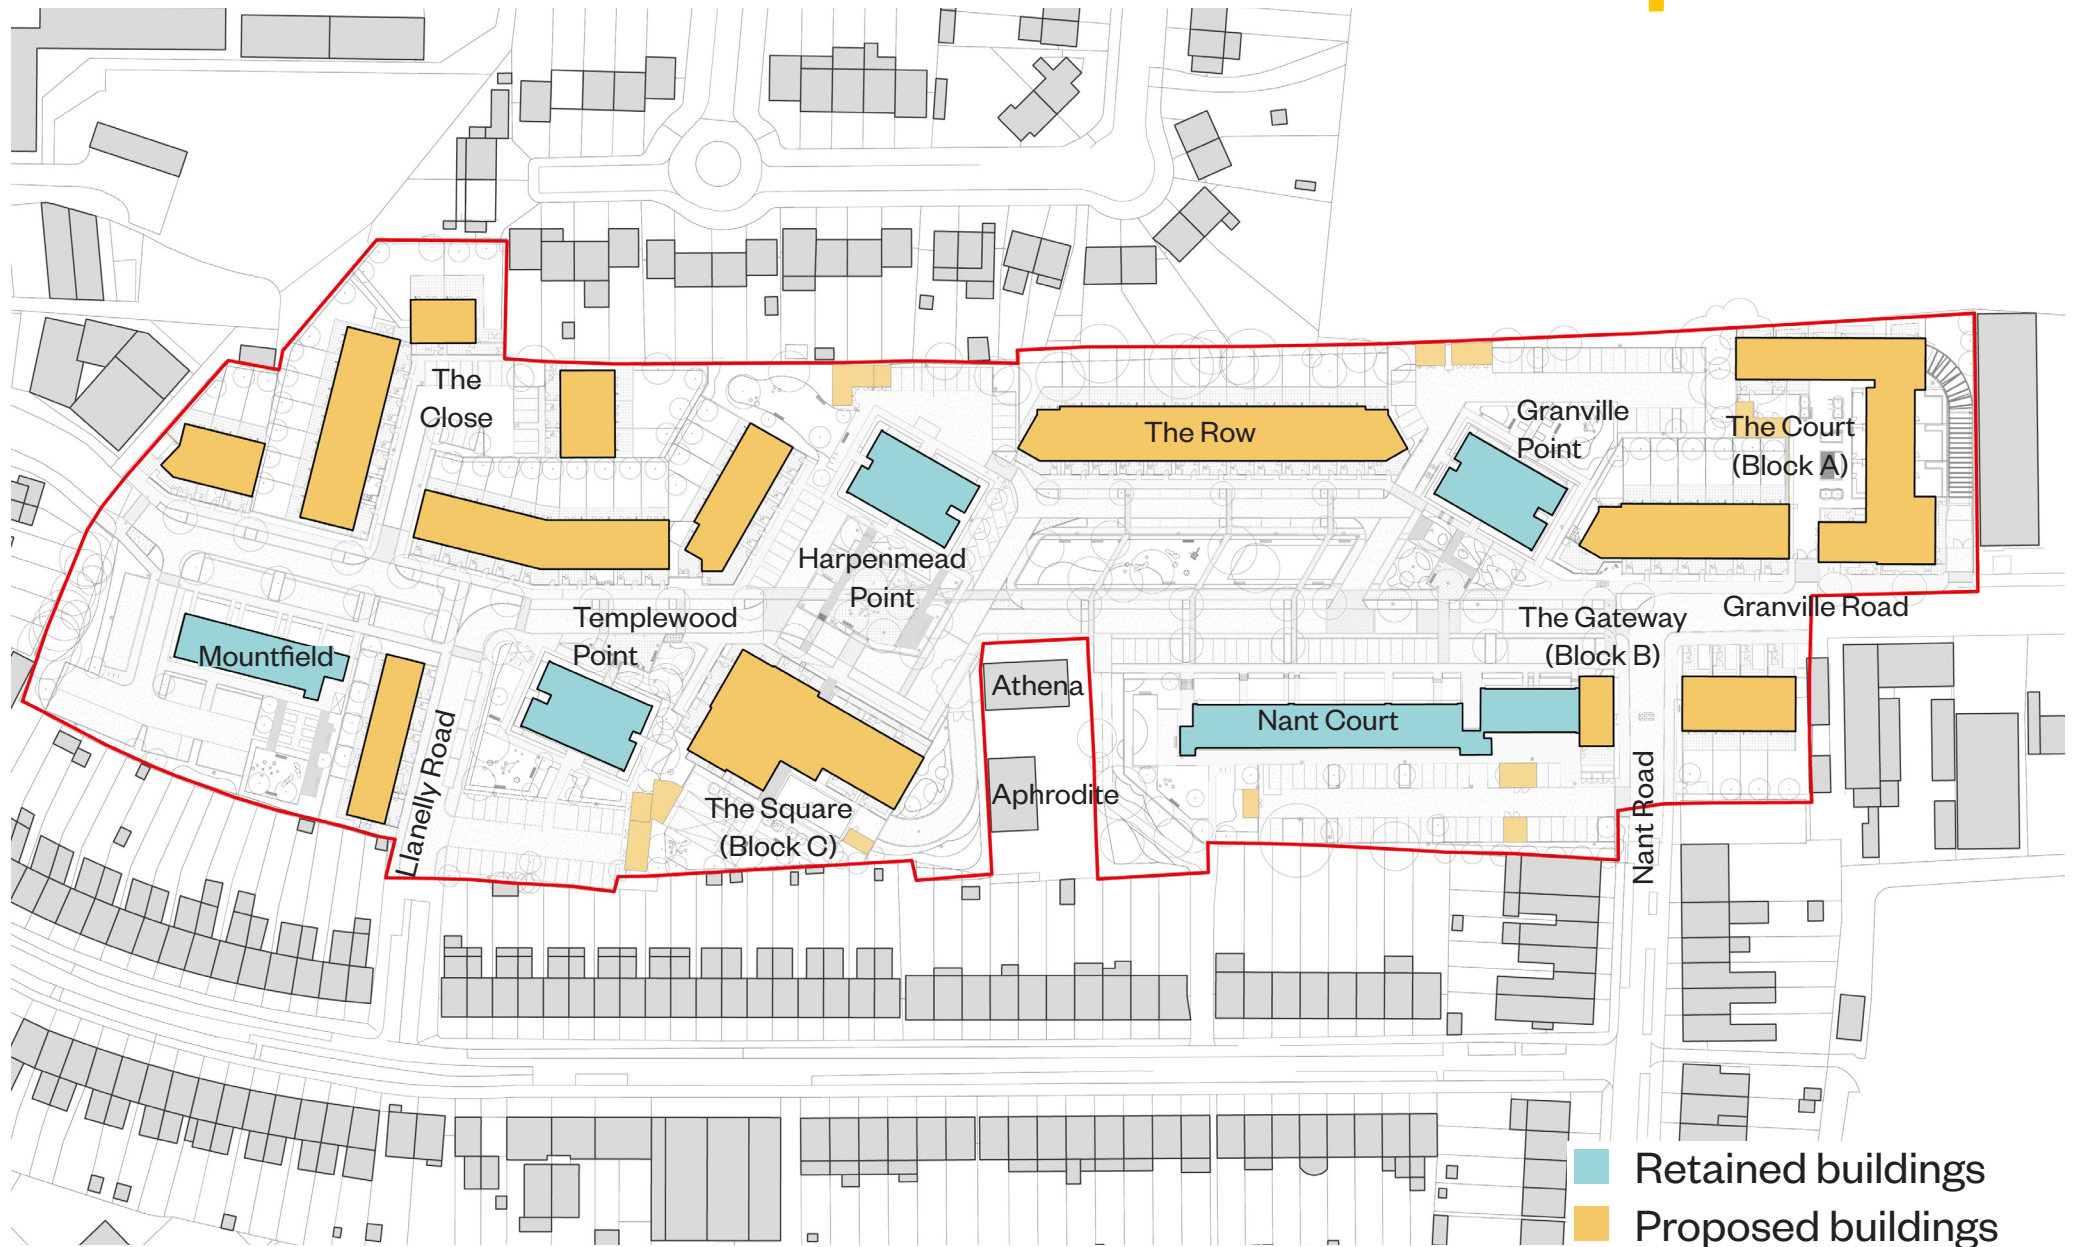 The
Close
The Row
Granville
Point
The Court
(Block A)
Harpenmead
Point
Templewood
Point
The Gateway
(Block B)
Granville Road
Mountfield
Athena
Nant Court
Aphrodite
The Square
(Block C)
Llanelly Road
Nant Road
Retained buildings
Proposed buildings